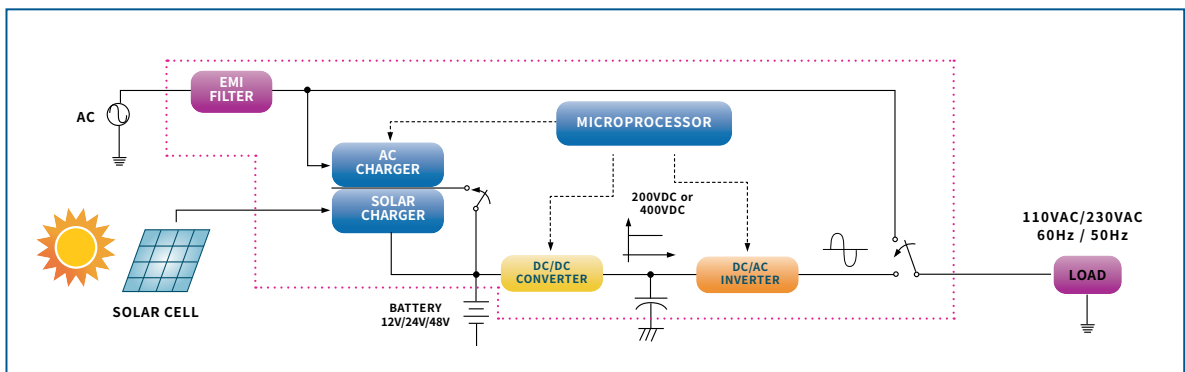 EMI
FILTER
AC
MICROPROCESSOR
AC
CHARGER
SOLAR
CHARGER
200VDC or
400VDC
110VAC/230VAC
60Hz / 50Hz
DC/DC
CONVERTER
DC/AC
INVERTER
LOAD
SOLAR CELL
BATTERY
12V/24V/48V